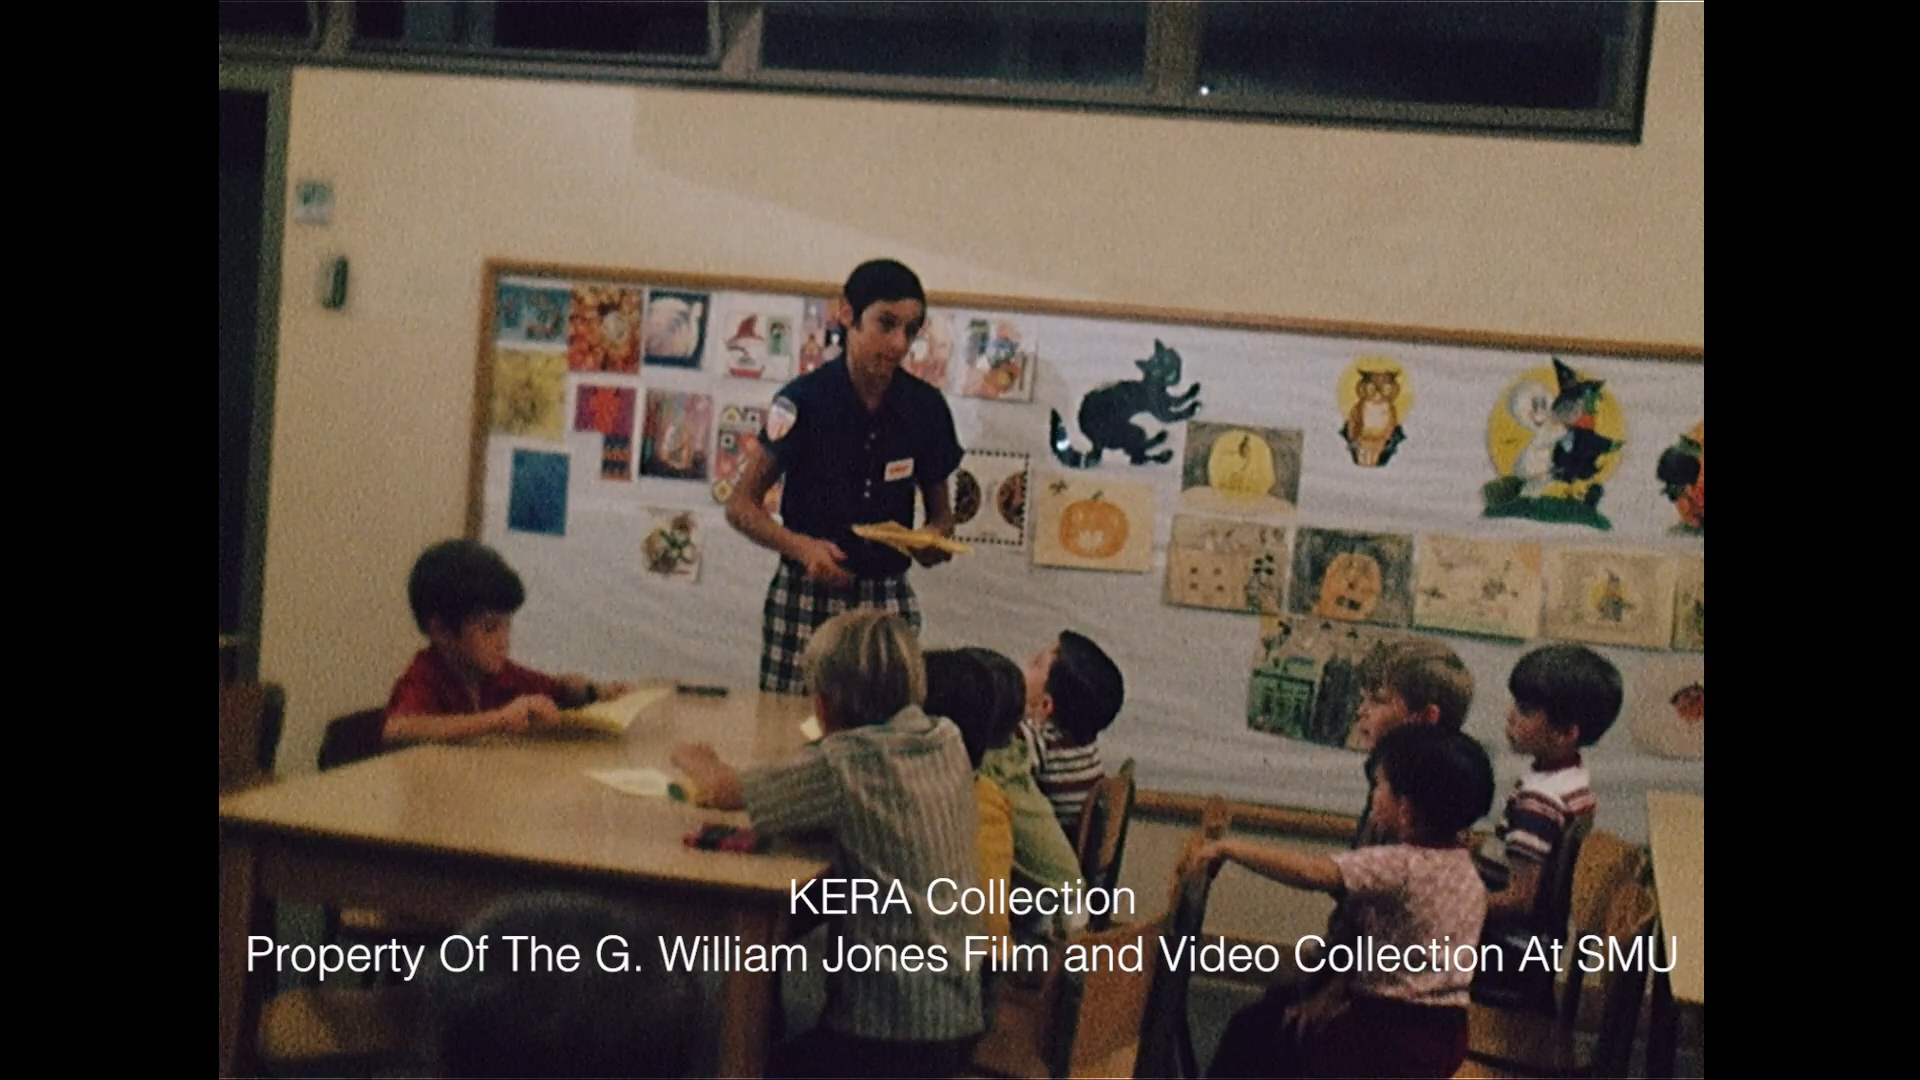 KERA Collection
Property Of The G. William Jones Film and Video Collection At SMU